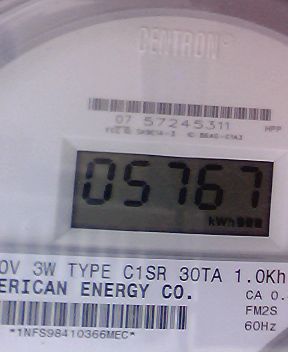 CENTRON
07 57245311 HPP
05767
kWh
0V 3W TYPE C1SR 30TA 1.0Kh
ERICAN ENERGY CO.
CA 0.
FM2S
60Hz
*1NFS98410366MEC*